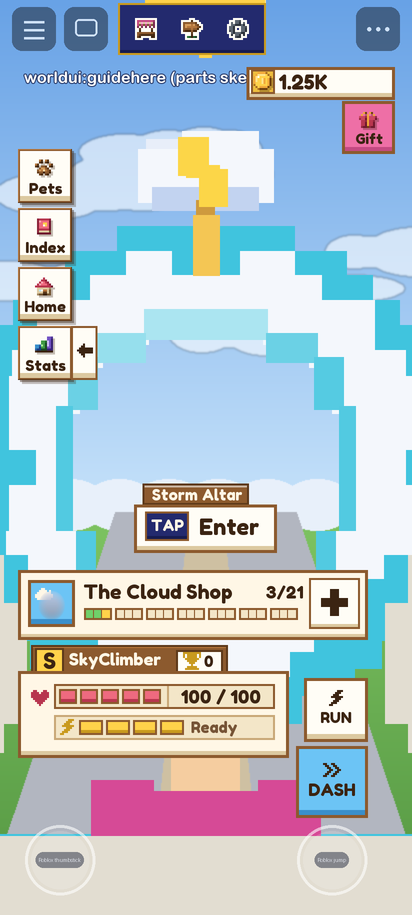 worldui:guidehere (parts ske
1.25K
Gift
Pets
Index
Home
Stats
Storm Altar
TAP Enter
The Cloud Shop 3/21
S SkyClimber 0
100 / 100
Ready
RUN
DASH
Roblox thumbstick
Roblox jump